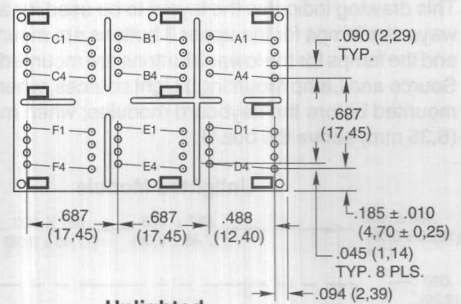 This drawing indi
C1
B1
A1
C4
B4
A4
.090 (2,29)
TYP.
.687
(17,45)
F1
E1
D1
F4
E4
D4
.687
(17,45)
.687
(17,45)
.488
(12,40)
.185 ± .010
(4,70 ± 0,25)
.045 (1,14)
TYP. 8 PLS.
.094 (2,39)
Unlighted